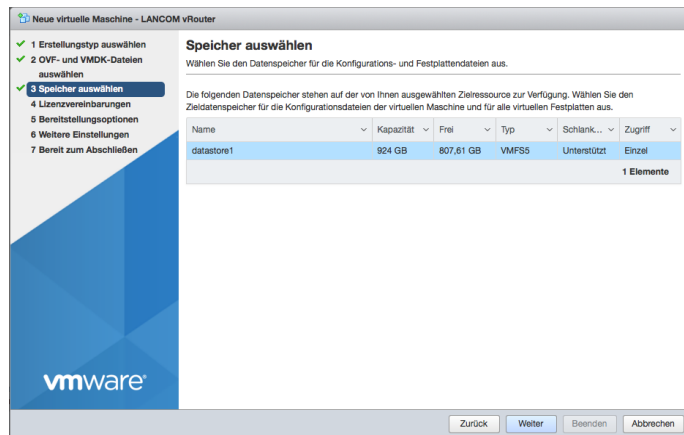 Neue virtuelle Maschine - LANCOM vRouter
1 Erstellungstyp auswählen
2 OVF- und VMDK-Dateien
auswählen
3 Speicher auswählen
4 Lizenzvereinbarungen
5 Bereitstellungsoptionen
6 Weitere Einstellungen
7 Bereit zum Abschließen
Speicher auswählen
Wählen Sie den Datenspeicher für die Konfigurations- und Festplattendateien aus.
Die folgenden Datenspeicher stehen auf der von Ihnen ausgewählten Zielressource zur Verfügung. Wählen Sie den
Zieldatenspeicher für die Konfigurationsdateien der virtuellen Maschine und für alle virtuellen Festplatten aus.
Name Kapazität Frei Typ Schlank... Zugriff
datastore1 924 GB 807,61 GB VMFS5 Unterstützt Einzel
1 Elemente
vmware®
Zurück Weiter Beenden Abbrechen